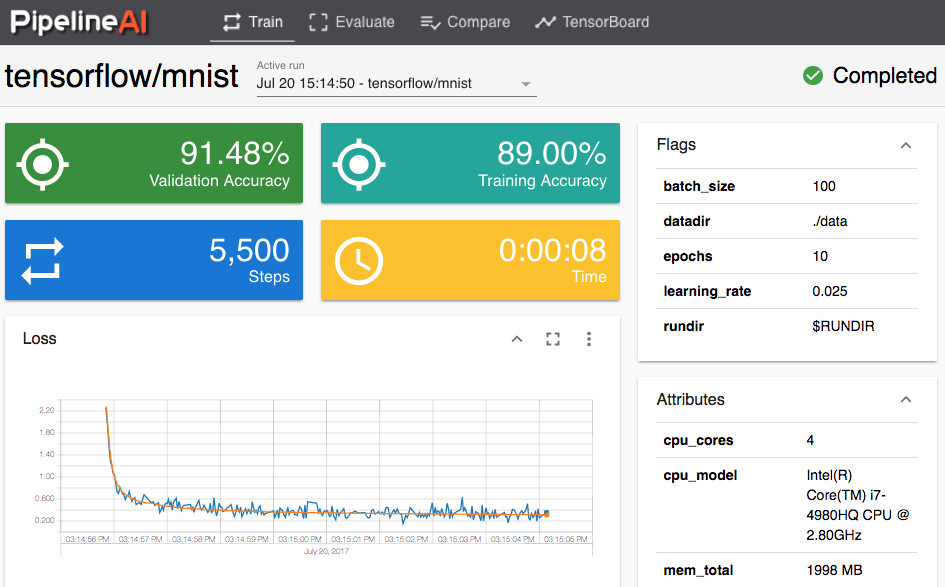 PipelineAI Train Evaluate Compare TensorBoard
tensorflow/mnist
Active run
Jul 20 15:14:50 - tensorflow/mnist
Completed
91.48%
Validation Accuracy
89.00%
Training Accuracy
5,500
Steps
0:00:08
Time
Loss
2.20
1.80
1.40
1.00
0.600
0.200
03:14:56 PM 03:14:57 PM 03:14:58 PM 03:14:59 PM 03:15:00 PM 03:15:01 PM 03:15:02 PM 03:15:03 PM 03:15:04 PM 03:15:05 PM
July 20, 2017
Flags
batch_size 100
datadir ./data
epochs 10
learning_rate 0.025
rundir $RUNDIR
Attributes
cpu_cores 4
cpu_model Intel(R)
Core(TM) i7-
4980HQ CPU @
2.80GHz
mem_total 1998 MB